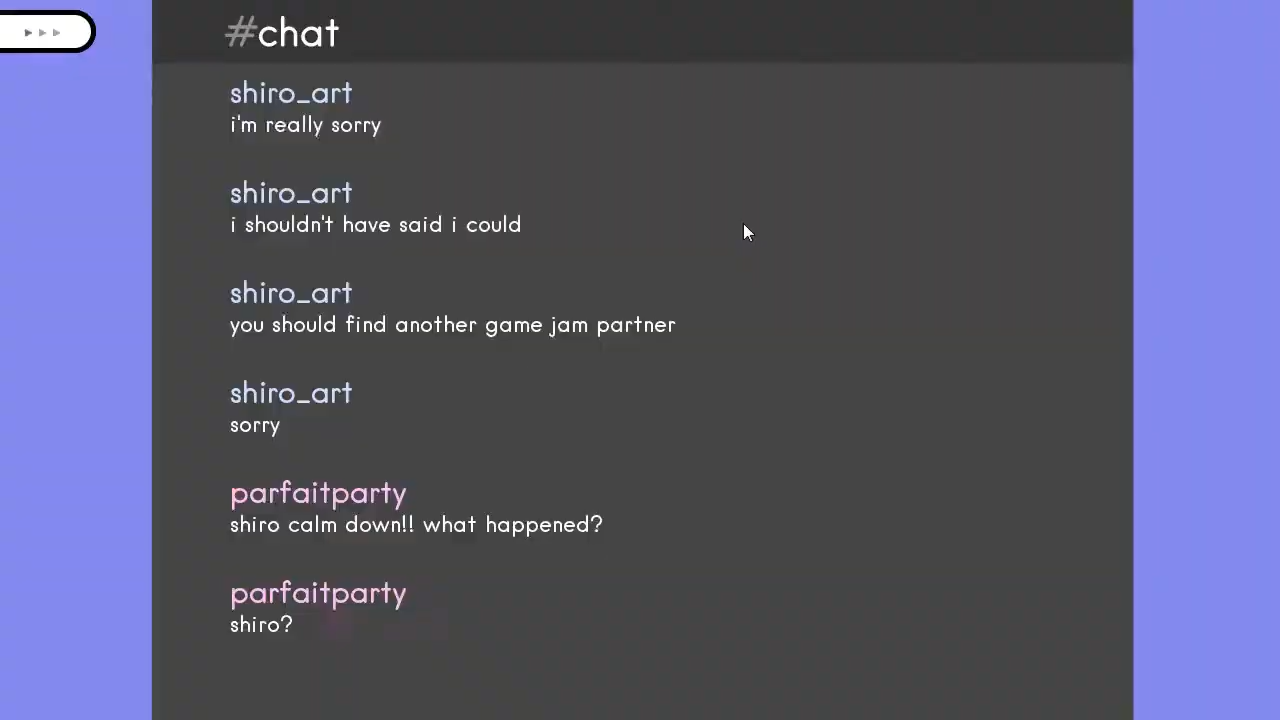 #chat
shiro_art
i'm really sorry
shiro_art
i shouldn't have said i could
shiro_art
you should find another game jam partner
shiro_art
sorry
parfaitparty
shiro calm down!! what happened?
parfaitparty
shiro?